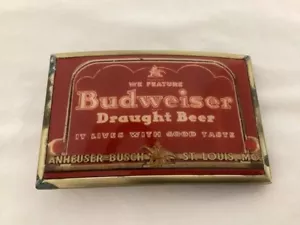 WE FEATURE
Budweiser
Draught Beer
IT LIVES WITH GOOD TASTE
ANHEUSER-BUSCH ST. LOUIS, MO.